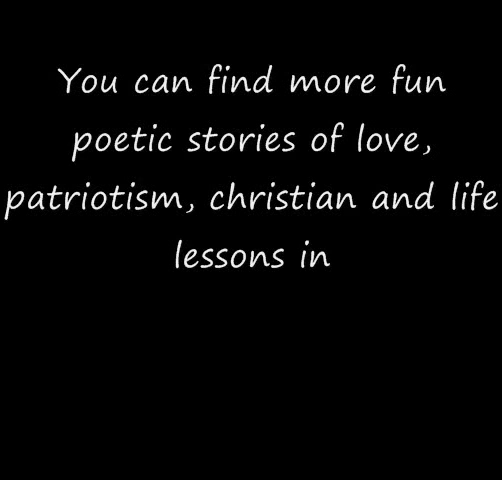 You can find more fun
poetic stories of love,
patriotism, christian and life
lessons in